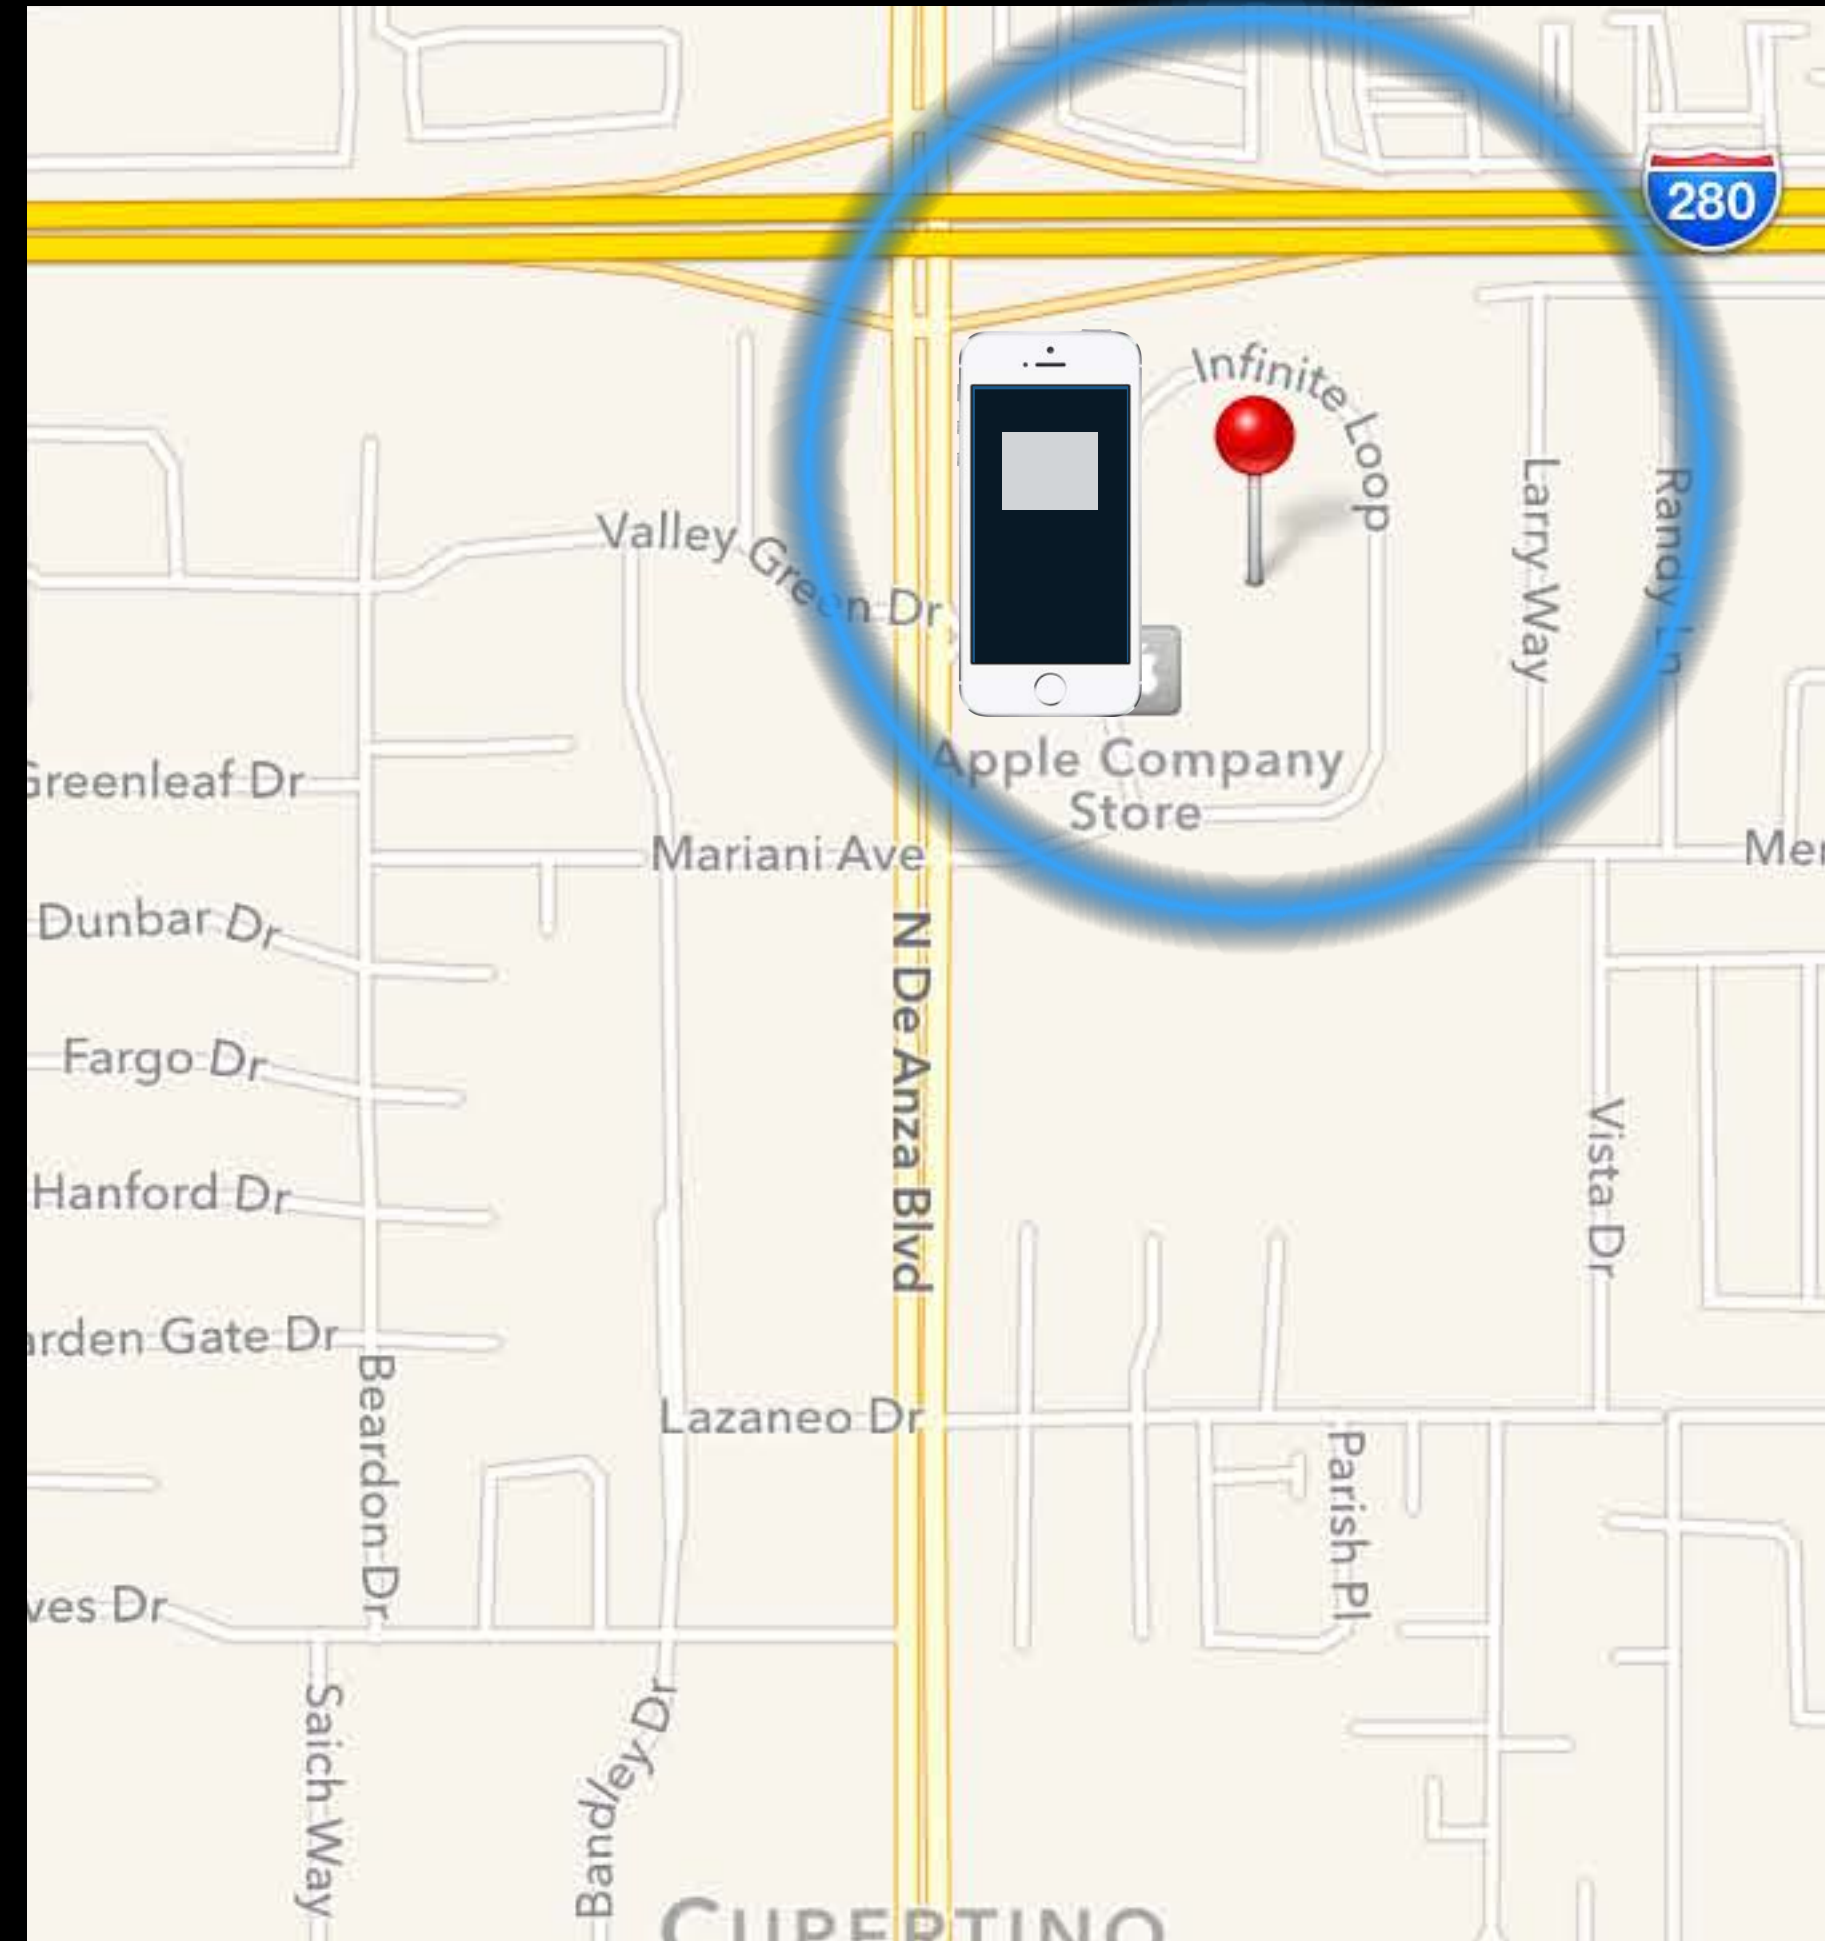 280
Infinite Loop
Larry Way
Randy Ln
Valley Green Dr
Apple Company
Store
Greenleaf Dr
Mariani Ave
Mer
Dunbar Dr
N De Anza Blvd
Fargo Dr
Vista Dr
Hanford Dr
arden Gate Dr
Beardon Dr
Lazaneo Dr
Parish Pl
ves Dr
Saich Way
Bandley Dr
CUPERTINO